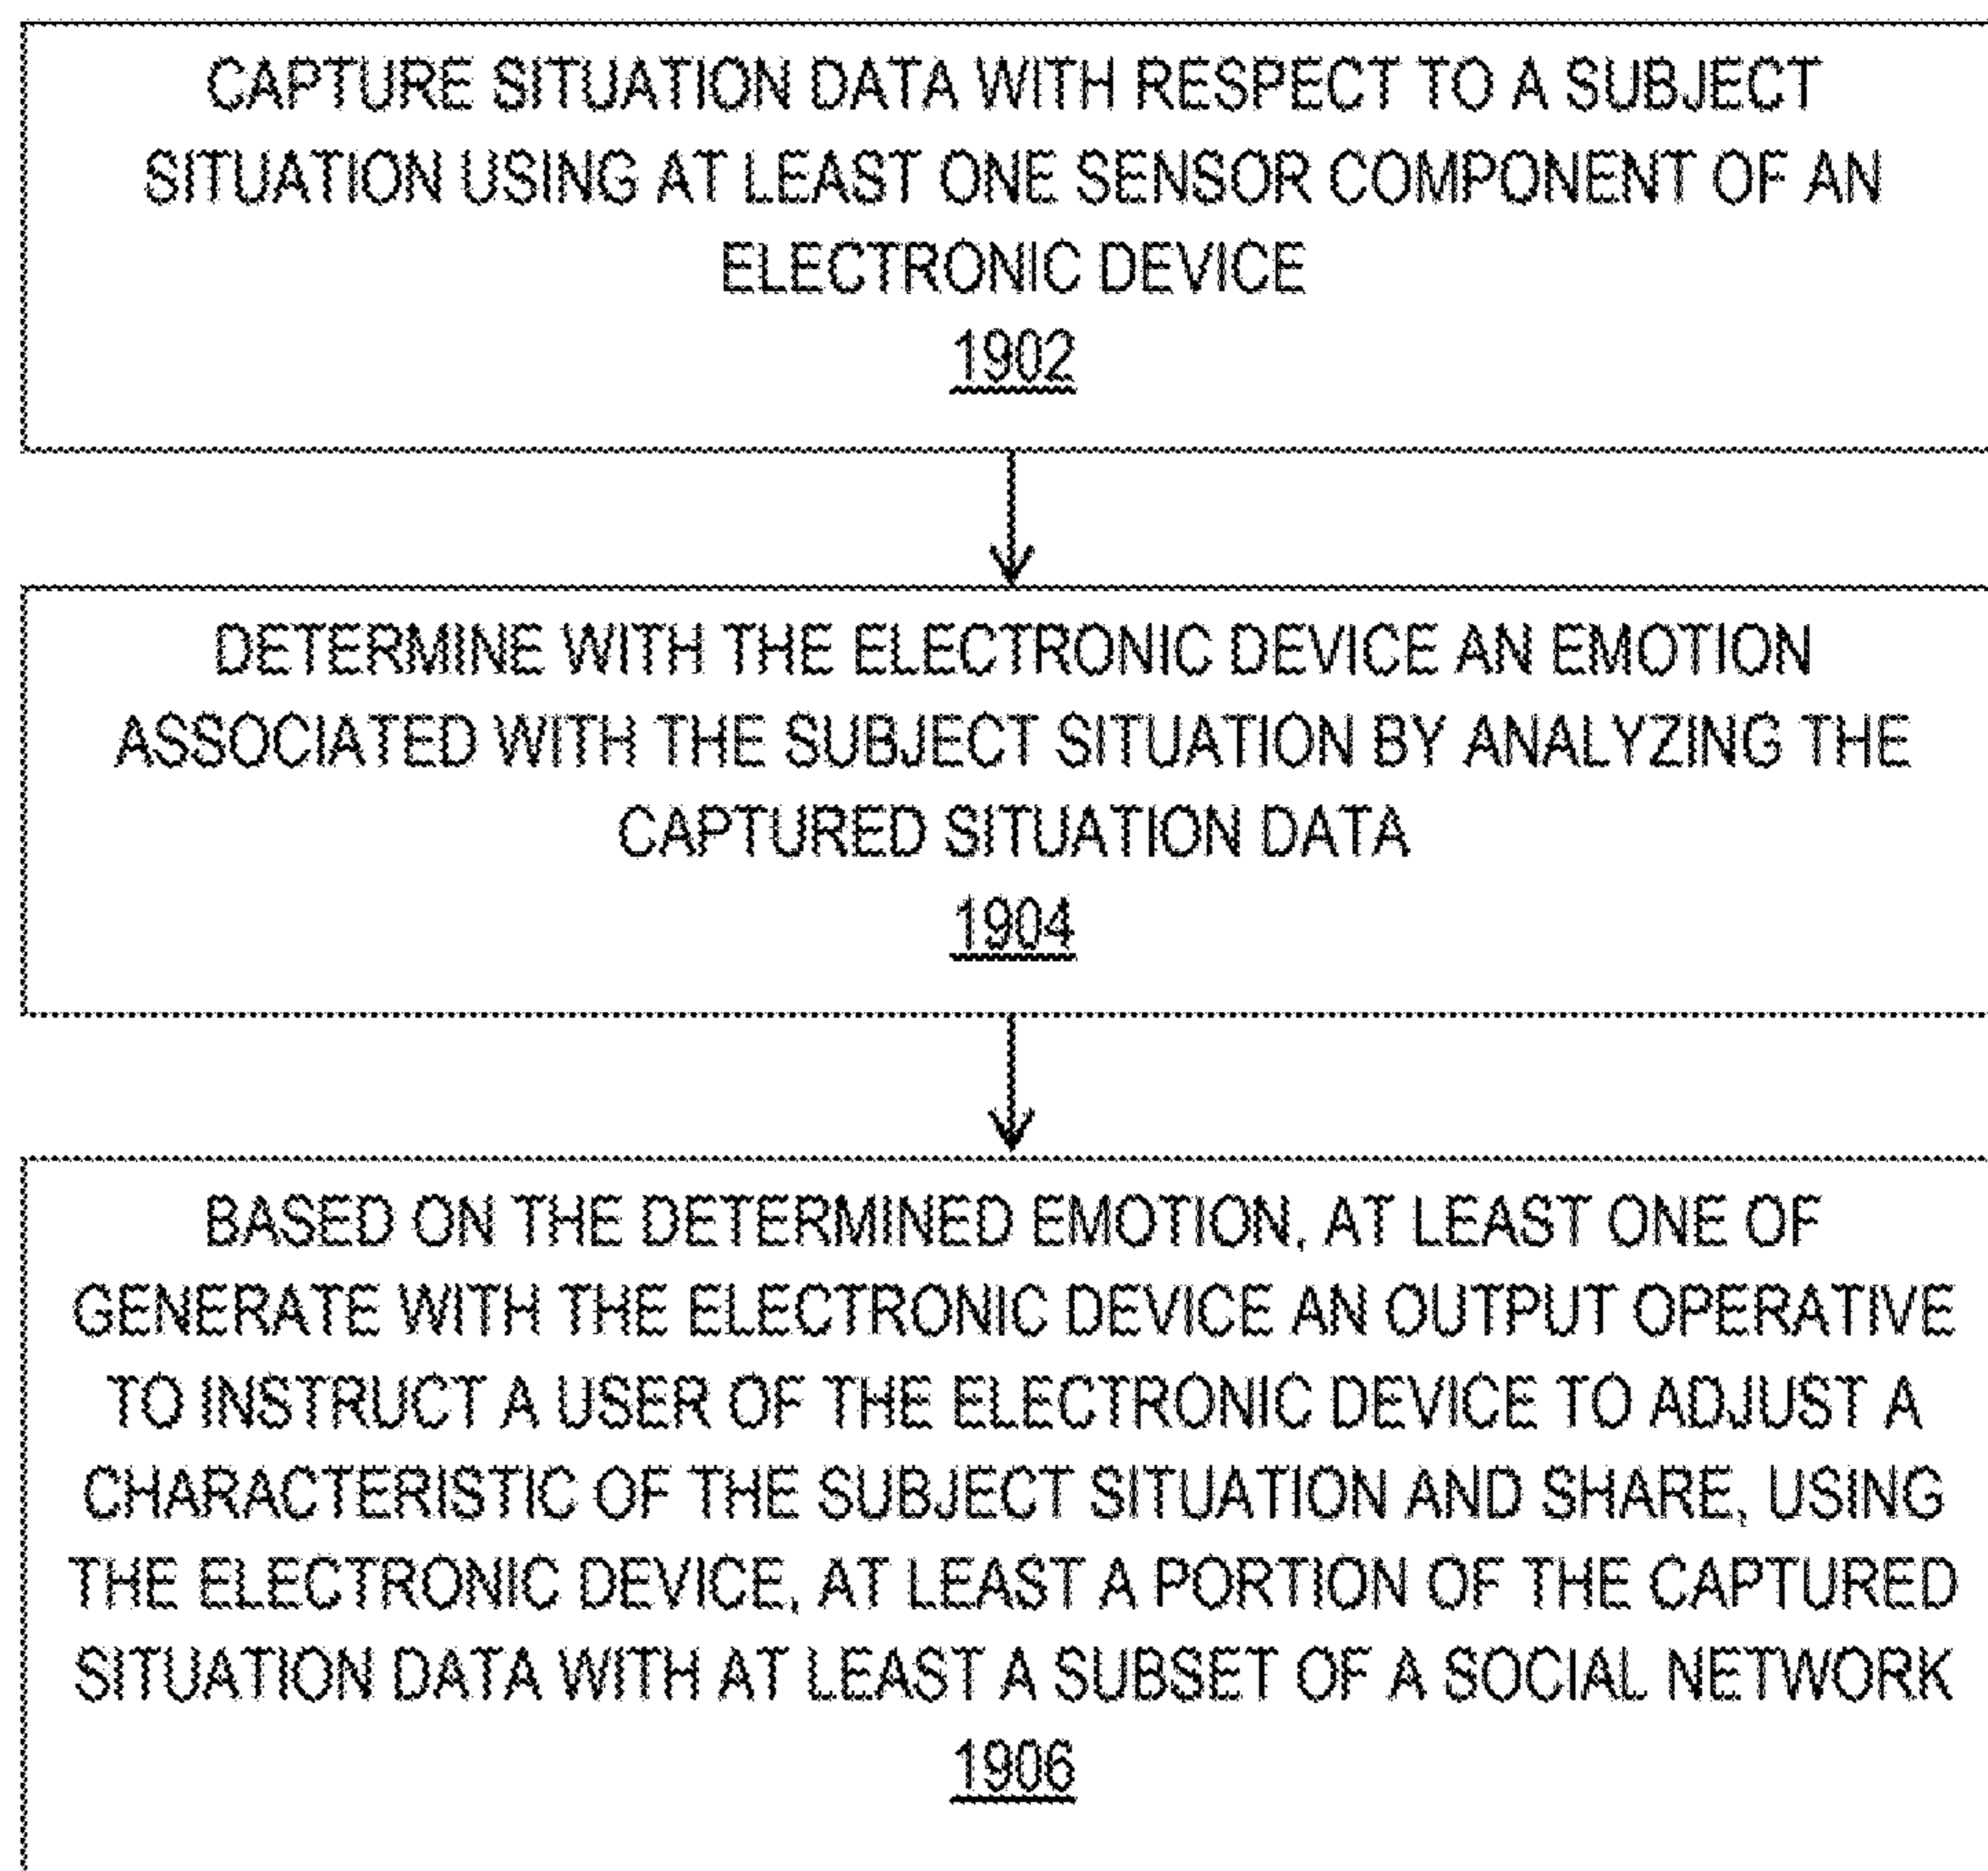 CAPTURE SITUATION DATA WITH RESPECT TO A SUBJECT
SITUATION USING AT LEAST ONE SENSOR COMPONENT OF AN
ELECTRONIC DEVICE
1902
DETERMINE WITH THE ELECTRONIC DEVICE AN EMOTION
ASSOCIATED WITH THE SUBJECT SITUATION BY ANALYZING THE
CAPTURED SITUATION DATA
1904
BASED ON THE DETERMINED EMOTION, AT LEAST ONE OF
GENERATE WITH THE ELECTRONIC DEVICE AN OUTPUT OPERATIVE
TO INSTRUCT A USER OF THE ELECTRONIC DEVICE TO ADJUST A
CHARACTERISTIC OF THE SUBJECT SITUATION AND SHARE, USING
THE ELECTRONIC DEVICE, AT LEAST A PORTION OF THE CAPTURED
SITUATION DATA WITH AT LEAST A SUBSET OF A SOCIAL NETWORK
1906